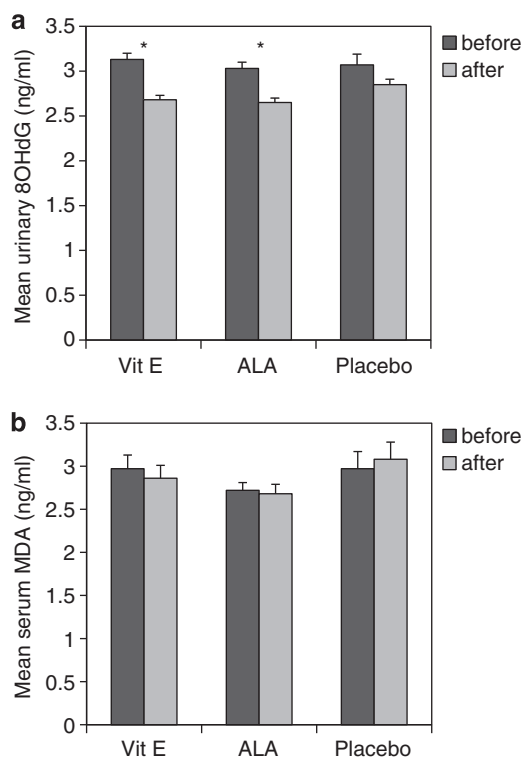 a
Mean urinary 8OHdG (ng/ml)
3.5
3
2.5
2
1.5
1
0.5
0
* *
Vit E ALA Placebo
before
after
b
Mean serum MDA (ng/ml)
3.5
3
2.5
2
1.5
1
0.5
0
Vit E ALA Placebo
before
after